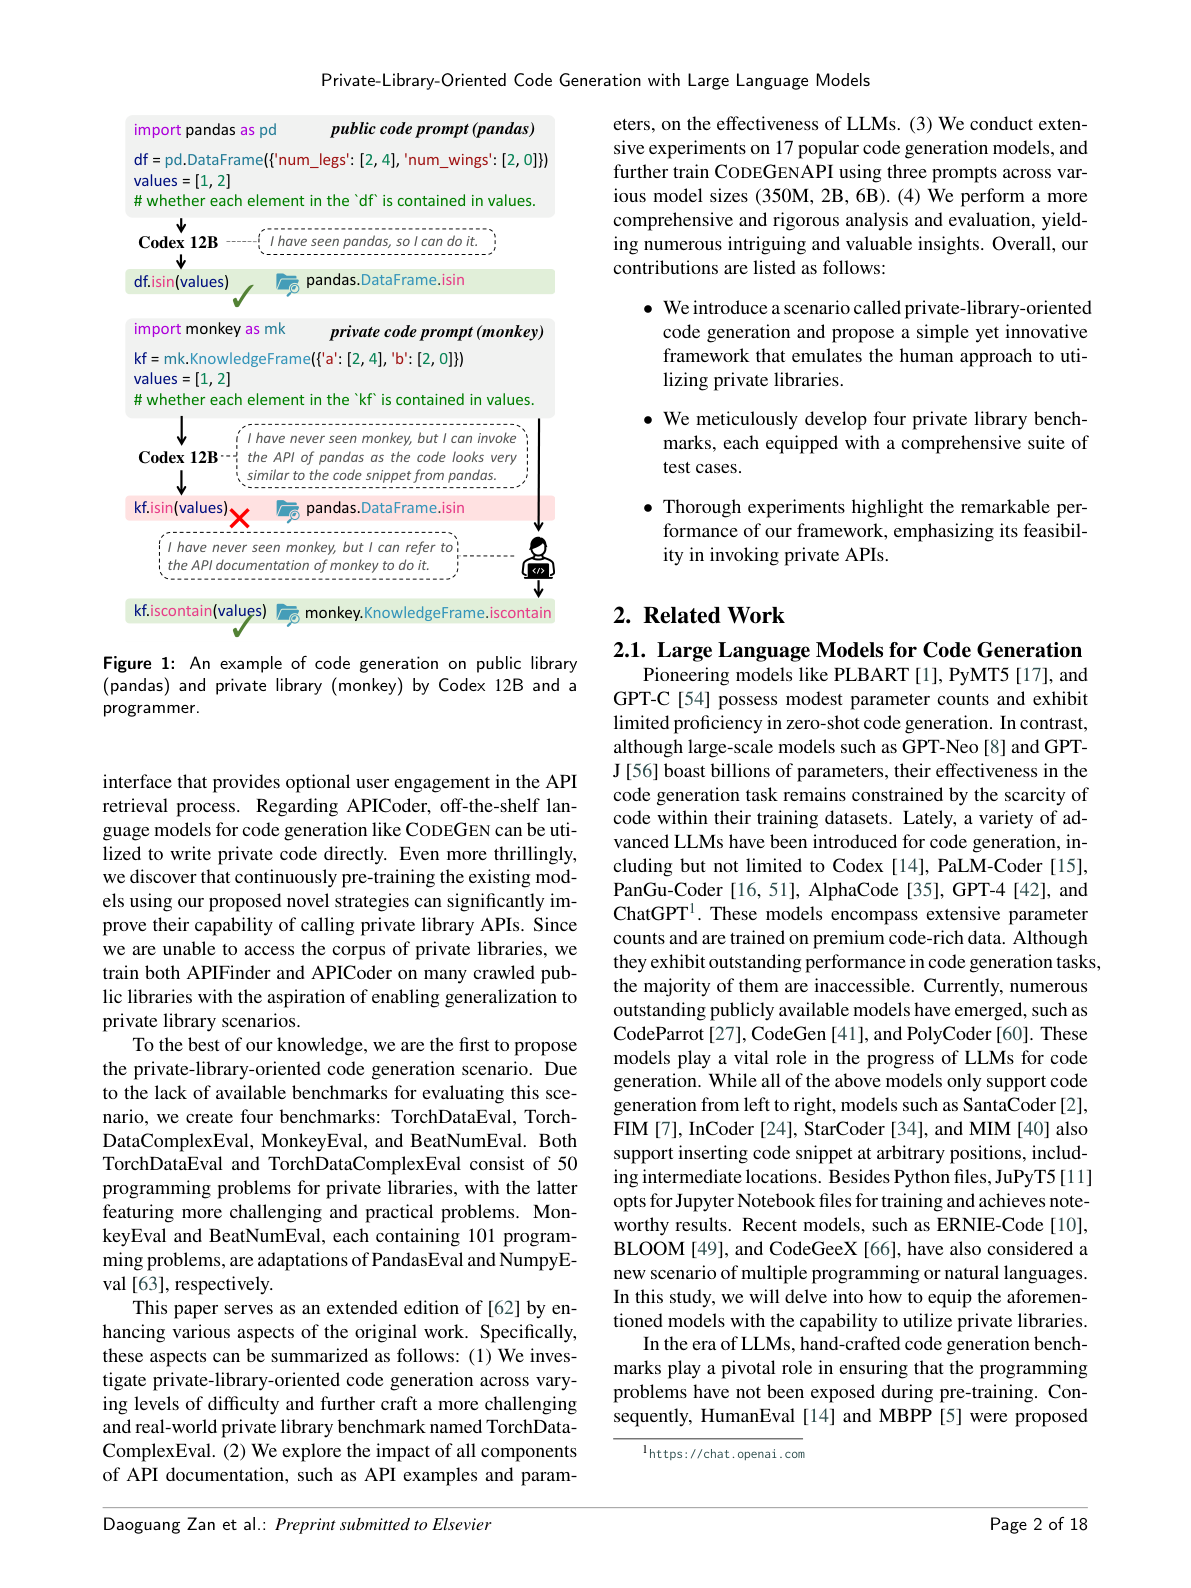 Private-Library-Oriented Code Generation with Large Language Models
import pandas as pd
public code prompt (pandas)
df = pd.DataFrame({'num_legs': [2, 4], 'num_wings': [2, 0]})
values = [1, 2]
# whether each element in the `df` is contained in values.
Codex 12B
I have seen pandas, so I can do it.
df.isin(values)
pandas.DataFrame.isin
import monkey as mk
private code prompt (monkey)
kf = mk.KnowledgeFrame({'a': [2, 4], 'b': [2, 0]})
values = [1, 2]
# whether each element in the `kf` is contained in values.
I have never seen monkey, but I can invoke
the API of pandas as the code looks very
similar to the code snippet from pandas.
Codex 12B
kf.isin(values)
pandas.DataFrame.isin
I have never seen monkey, but I can refer to
the API documentation of monkey to do it.
kf.iscontain(values)
monkey.KnowledgeFrame.iscontain
Figure 1: An example of code generation on public library
(pandas) and private library (monkey) by Codex 12B and a
programmer.
interface that provides optional user engagement in the API
retrieval process. Regarding APICoder, off-the-shelf lan-
guage models for code generation like CODEGEN can be uti-
lized to write private code directly. Even more thrillingly,
we discover that continuously pre-training the existing mod-
els using our proposed novel strategies can significantly im-
prove their capability of calling private library APIs. Since
we are unable to access the corpus of private libraries, we
train both APIFinder and APICoder on many crawled pub-
lic libraries with the aspiration of enabling generalization to
private library scenarios.
To the best of our knowledge, we are the first to propose
the private-library-oriented code generation scenario. Due
to the lack of available benchmarks for evaluating this sce-
nario, we create four benchmarks: TorchDataEval, Torch-
DataComplexEval, MonkeyEval, and BeatNumEval. Both
TorchDataEval and TorchDataComplexEval consist of 50
programming problems for private libraries, with the latter
featuring more challenging and practical problems. Mon-
keyEval and BeatNumEval, each containing 101 program-
ming problems, are adaptations of PandasEval and NumpyE-
val [63], respectively.
This paper serves as an extended edition of [62] by en-
hancing various aspects of the original work. Specifically,
these aspects can be summarized as follows: (1) We inves-
tigate private-library-oriented code generation across vary-
ing levels of difficulty and further craft a more challenging
and real-world private library benchmark named TorchData-
ComplexEval. (2) We explore the impact of all components
of API documentation, such as API examples and param-
eters, on the effectiveness of LLMs. (3) We conduct exten-
sive experiments on 17 popular code generation models, and
further train CODEGENAPI using three prompts across var-
ious model sizes (350M, 2B, 6B). (4) We perform a more
comprehensive and rigorous analysis and evaluation, yield-
ing numerous intriguing and valuable insights. Overall, our
contributions are listed as follows:
• We introduce a scenario called private-library-oriented
code generation and propose a simple yet innovative
framework that emulates the human approach to uti-
lizing private libraries.
• We meticulously develop four private library bench-
marks, each equipped with a comprehensive suite of
test cases.
• Thorough experiments highlight the remarkable per-
formance of our framework, emphasizing its feasibil-
ity in invoking private APIs.
2. Related Work
2.1. Large Language Models for Code Generation
Pioneering models like PLBART [1], PyMT5 [17], and
GPT-C [54] possess modest parameter counts and exhibit
limited proficiency in zero-shot code generation. In contrast,
although large-scale models such as GPT-Neo [8] and GPT-
J [56] boast billions of parameters, their effectiveness in the
code generation task remains constrained by the scarcity of
code within their training datasets. Lately, a variety of ad-
vanced LLMs have been introduced for code generation, in-
cluding but not limited to Codex [14], PaLM-Coder [15],
PanGu-Coder [16, 51], AlphaCode [35], GPT-4 [42], and
ChatGPT1. These models encompass extensive parameter
counts and are trained on premium code-rich data. Although
they exhibit outstanding performance in code generation tasks,
the majority of them are inaccessible. Currently, numerous
outstanding publicly available models have emerged, such as
CodeParrot [27], CodeGen [41], and PolyCoder [60]. These
models play a vital role in the progress of LLMs for code
generation. While all of the above models only support code
generation from left to right, models such as SantaCoder [2],
FIM [7], InCoder [24], StarCoder [34], and MIM [40] also
support inserting code snippet at arbitrary positions, includ-
ing intermediate locations. Besides Python files, JuPyT5 [11]
opts for Jupyter Notebook files for training and achieves note-
worthy results. Recent models, such as ERNIE-Code [10],
BLOOM [49], and CodeGeeX [66], have also considered a
new scenario of multiple programming or natural languages.
In this study, we will delve into how to equip the aforemen-
tioned models with the capability to utilize private libraries.
In the era of LLMs, hand-crafted code generation bench-
marks play a pivotal role in ensuring that the programming
problems have not been exposed during pre-training. Con-
sequently, HumanEval [14] and MBPP [5] were proposed
1https://chat.openai.com
Daoguang Zan et al.: Preprint submitted to Elsevier
Page 2 of 18